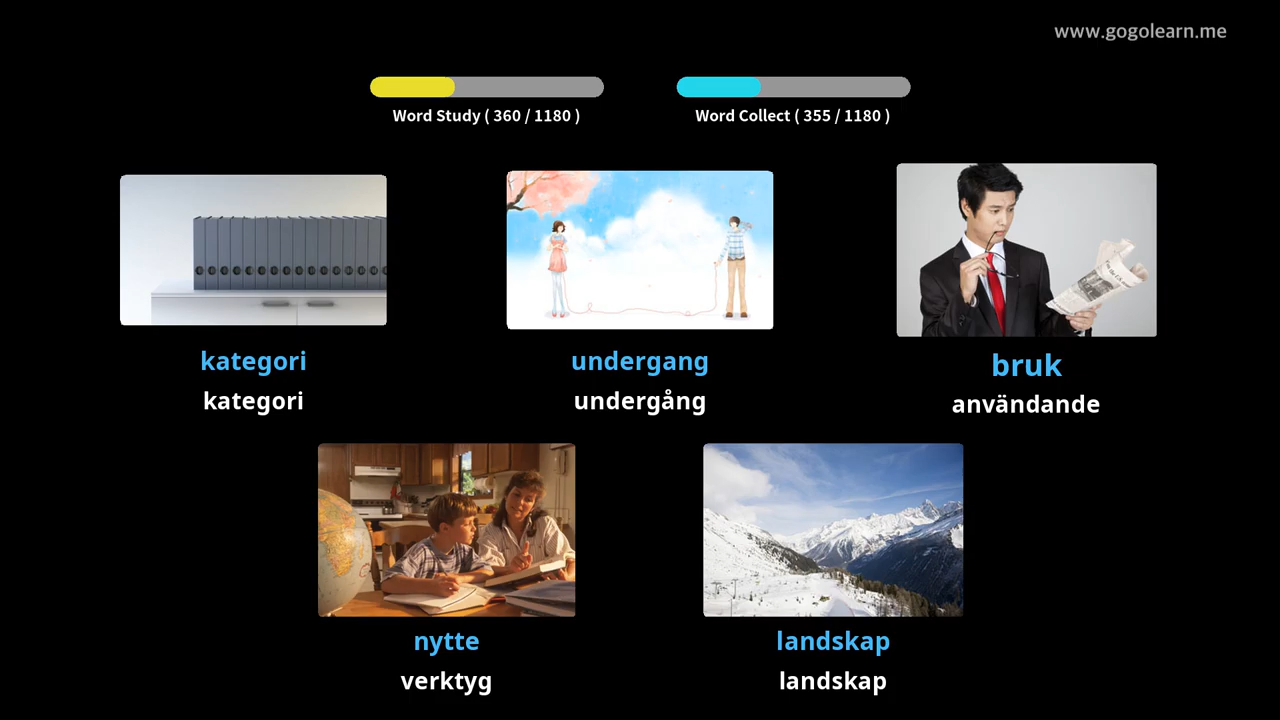 www.gogolearn.me
Word Study ( 360 / 1180 )
Word Collect ( 355 / 1180 )
kategori
kategori
undergang
undergång
bruk
användande
nytte
verktyg
landskap
landskap